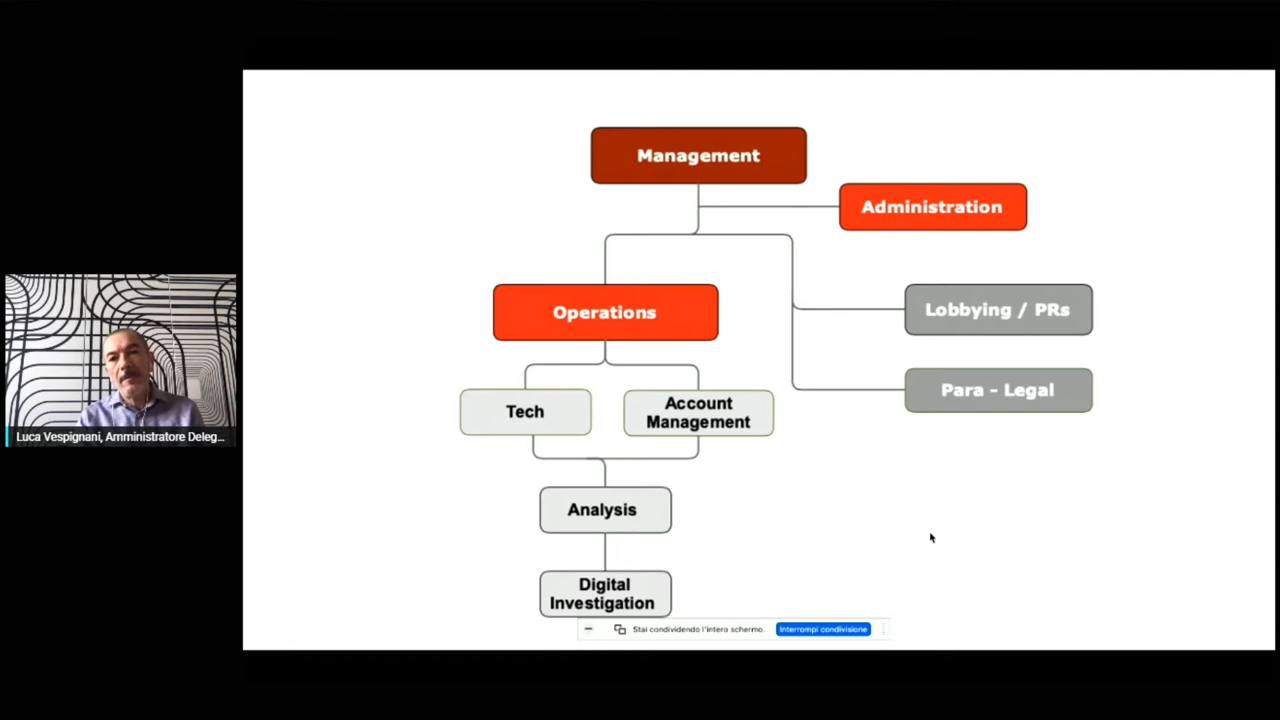 Management
Administration
Operations
Lobbying / PRs
Para - Legal
Tech
Account
Management
Luca Vespignani, Amministratore Deleg...
Analysis
Digital
Investigation
Stai condividendo l'intero schermo.
Interrompi condivisione